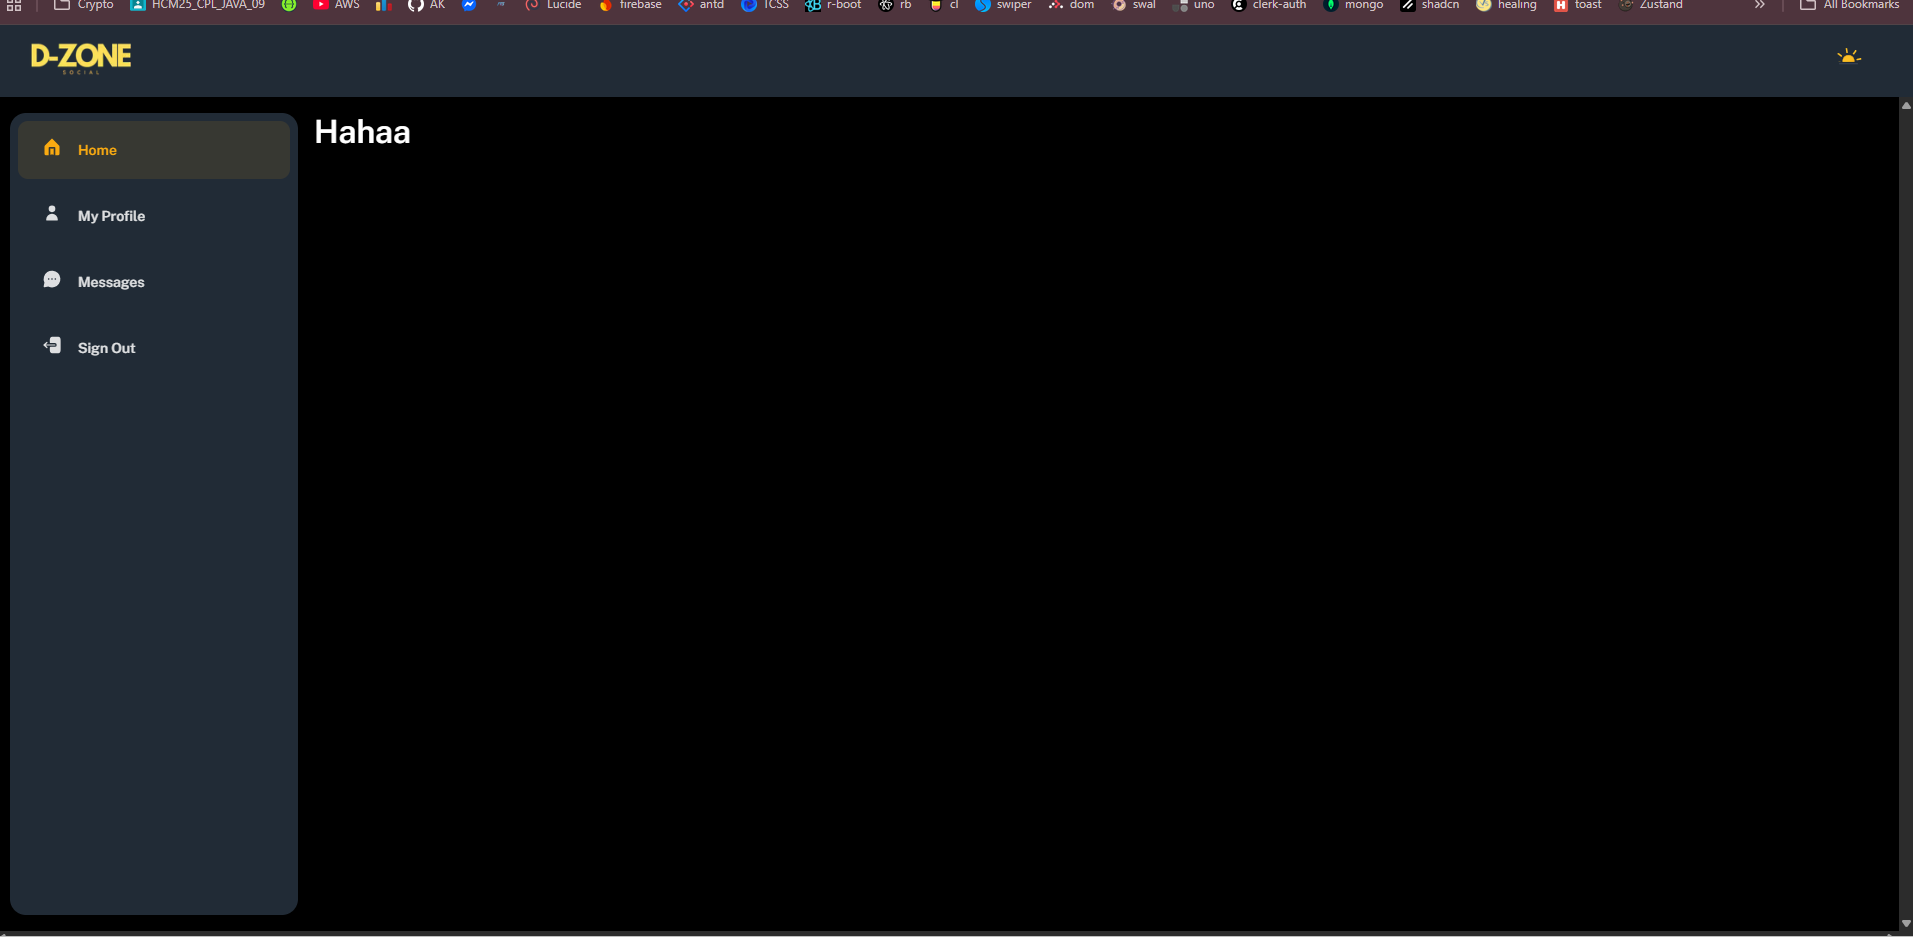 Crypto HCM25_CPL_JAVA_09 AWS AK Lucide firebase antd TCSS r-boot rb cl swiper dom swal uno clerk-auth mongo shadcn healing toast Zustand All Bookmarks
D-ZONE
SOCIAL
Hahaa
Home
My Profile
Messages
Sign Out